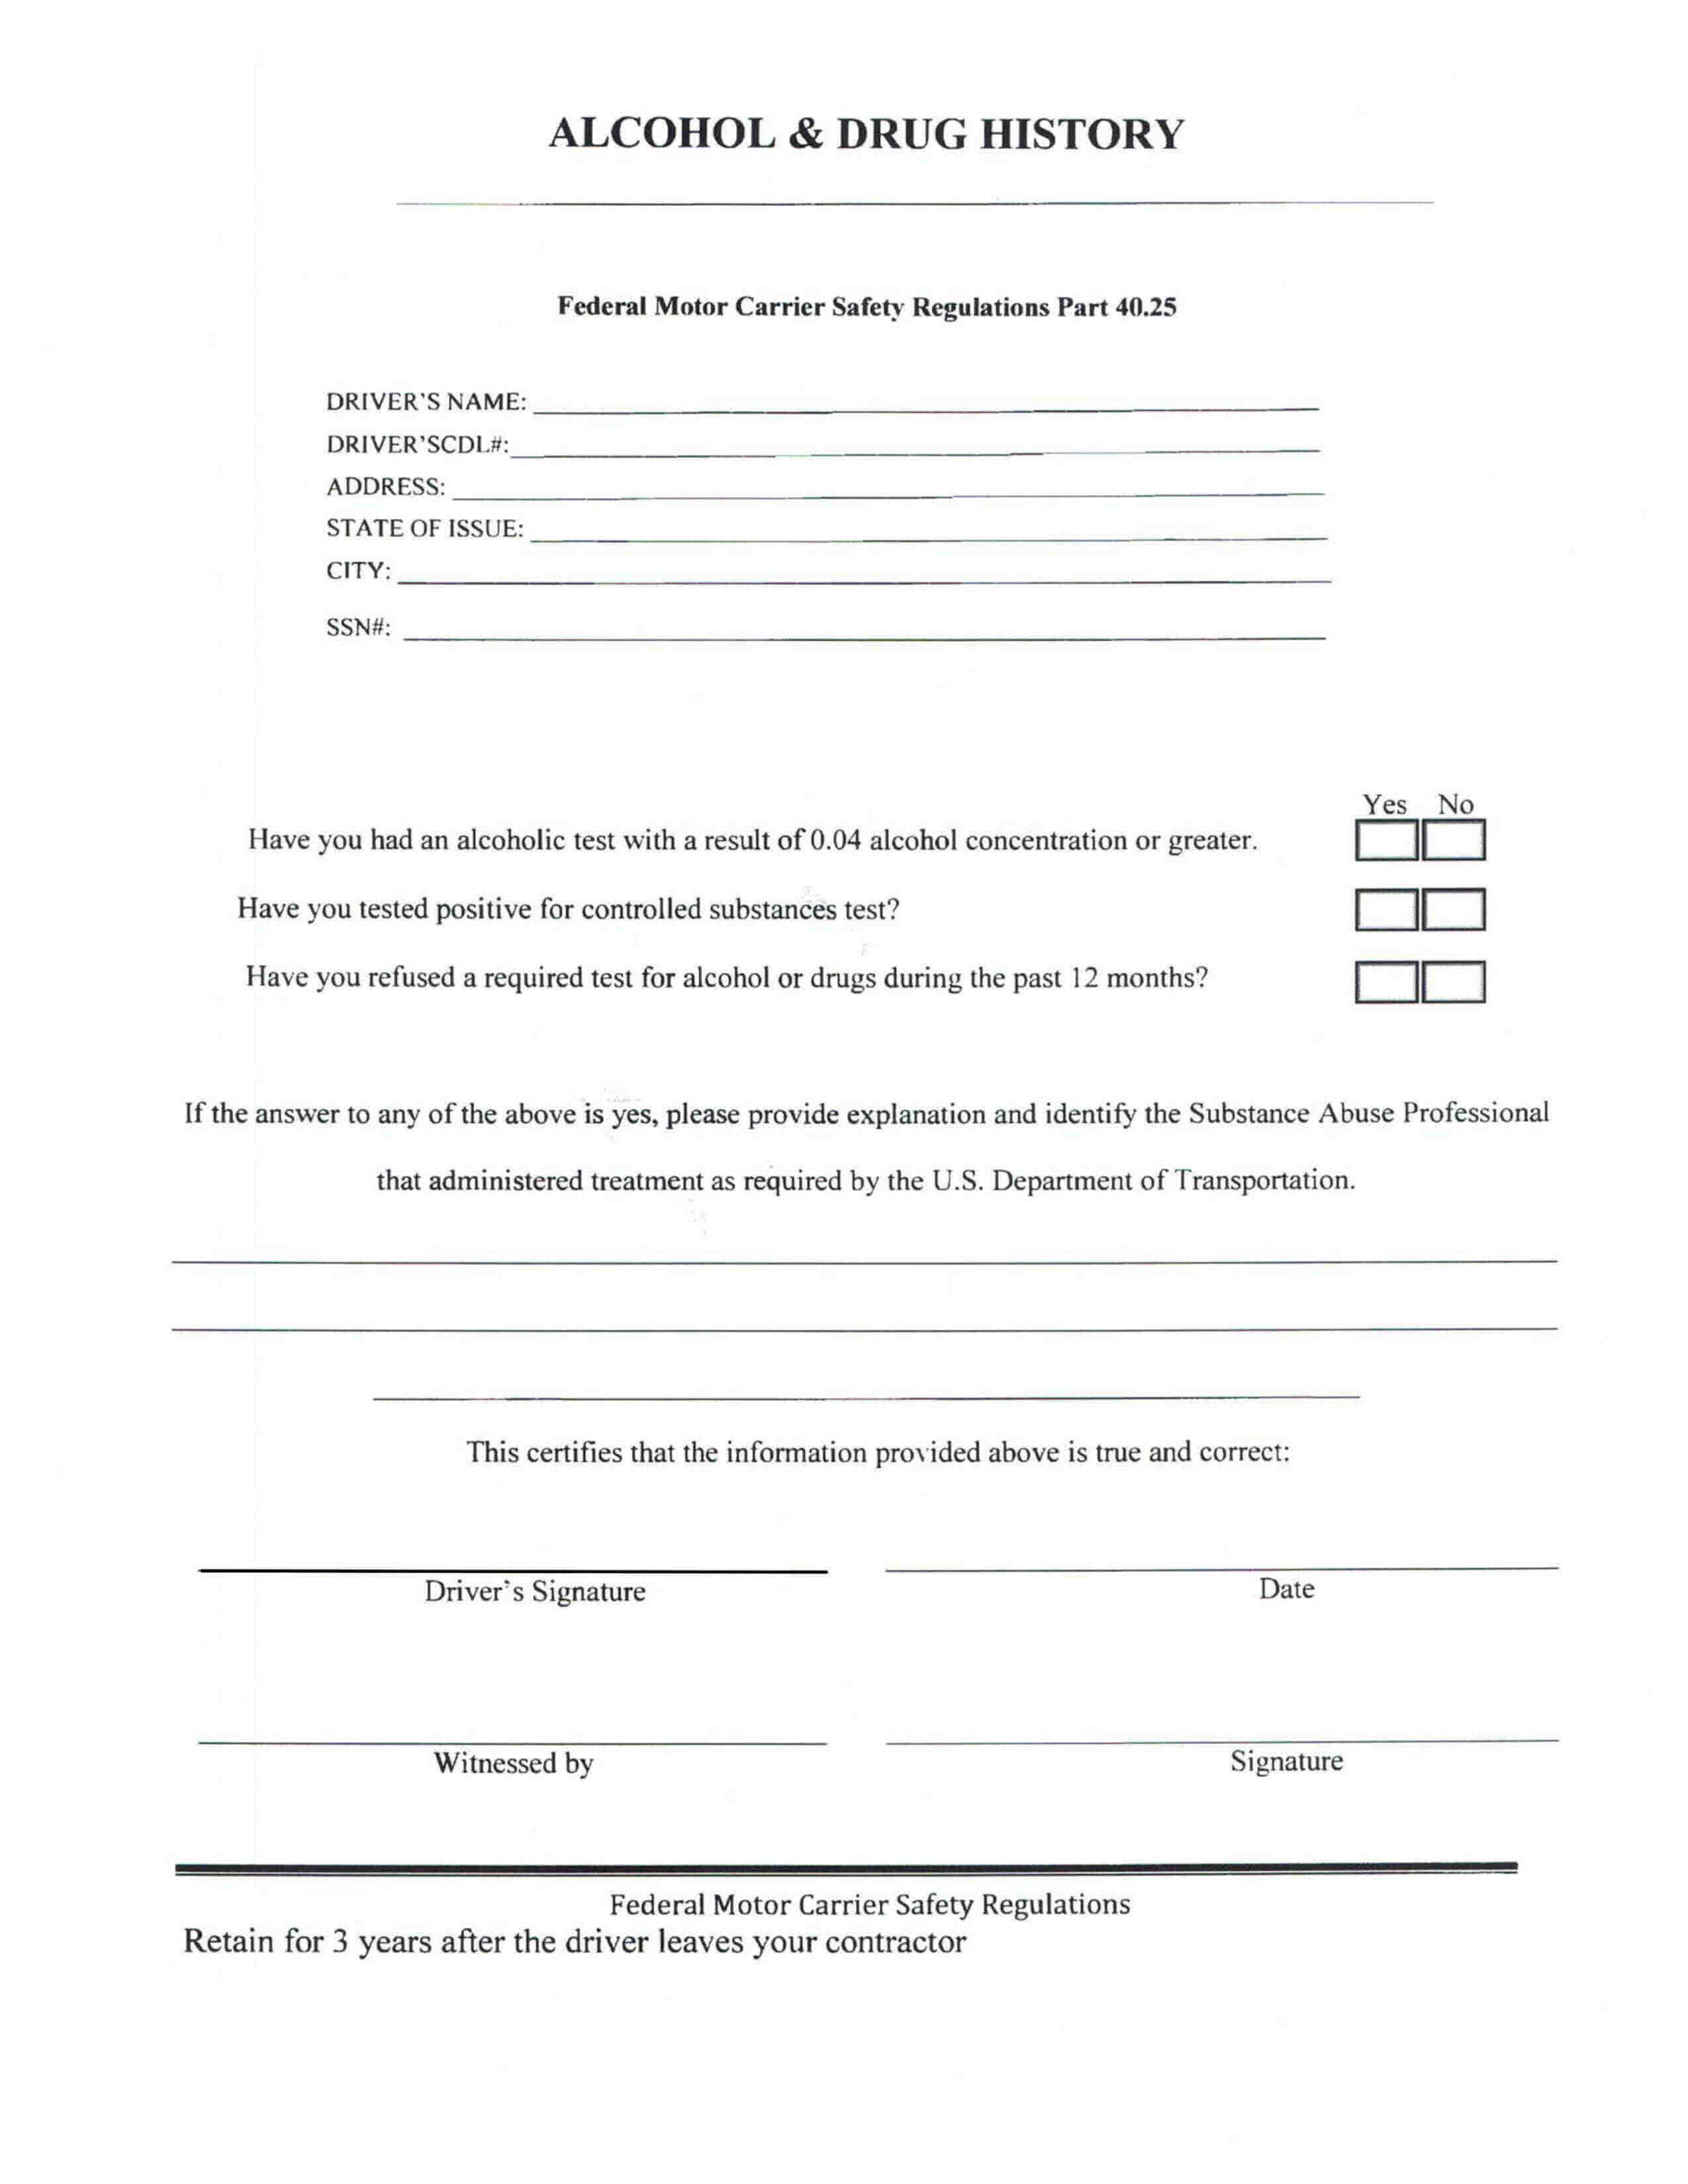 ALCOHOL & DRUG HISTORY
Federal Motor Carrier Safety Regulations Part 40.25
DRIVER'S NAME:
DRIVER'SCDL#:
ADDRESS:
STATE OF ISSUE:
CITY:
SSN#:
Yes No
Have you had an alcoholic test with a result of 0.04 alcohol concentration or greater.
Have you tested positive for controlled substances test?
Have you refused a required test for alcohol or drugs during the past 12 months?
If the answer to any of the above is yes, please provide explanation and identify the Substance Abuse Professional
that administered treatment as required by the U.S. Department of Transportation.
This certifies that the information provided above is true and correct:
Driver's Signature Date
Witnessed by Signature
Federal Motor Carrier Safety Regulations
Retain for 3 years after the driver leaves your contractor